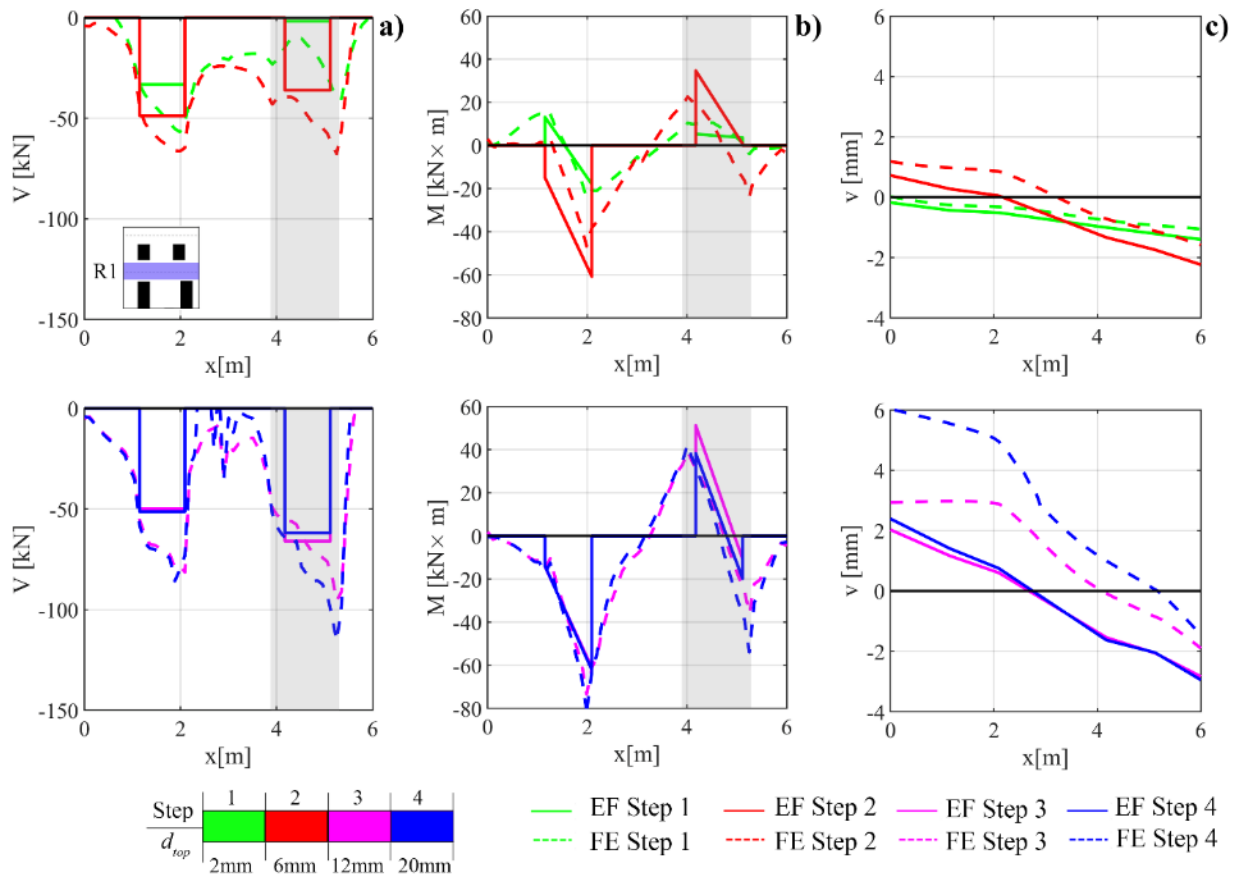 a)
0
-50
-100
-150
V [kN]
R1
0 2 4 6
x[m]
b)
60
40
20
0
-20
-40
-60
-80
M [kN× m]
0 2 4 6
x[m]
c)
6
4
2
0
-2
-4
v [mm]
0 2 4 6
x[m]
0
-50
-100
-150
V [kN]
0 2 4 6
x[m]
60
40
20
0
-20
-40
-60
-80
M [kN× m]
0 2 4 6
x[m]
6
4
2
0
-2
-4
v [mm]
0 2 4 6
x[m]
Step 1 2 3 4
dtop 2mm 6mm 12mm 20mm
EF Step 1 EF Step 2 EF Step 3 EF Step 4
FE Step 1 FE Step 2 FE Step 3 FE Step 4